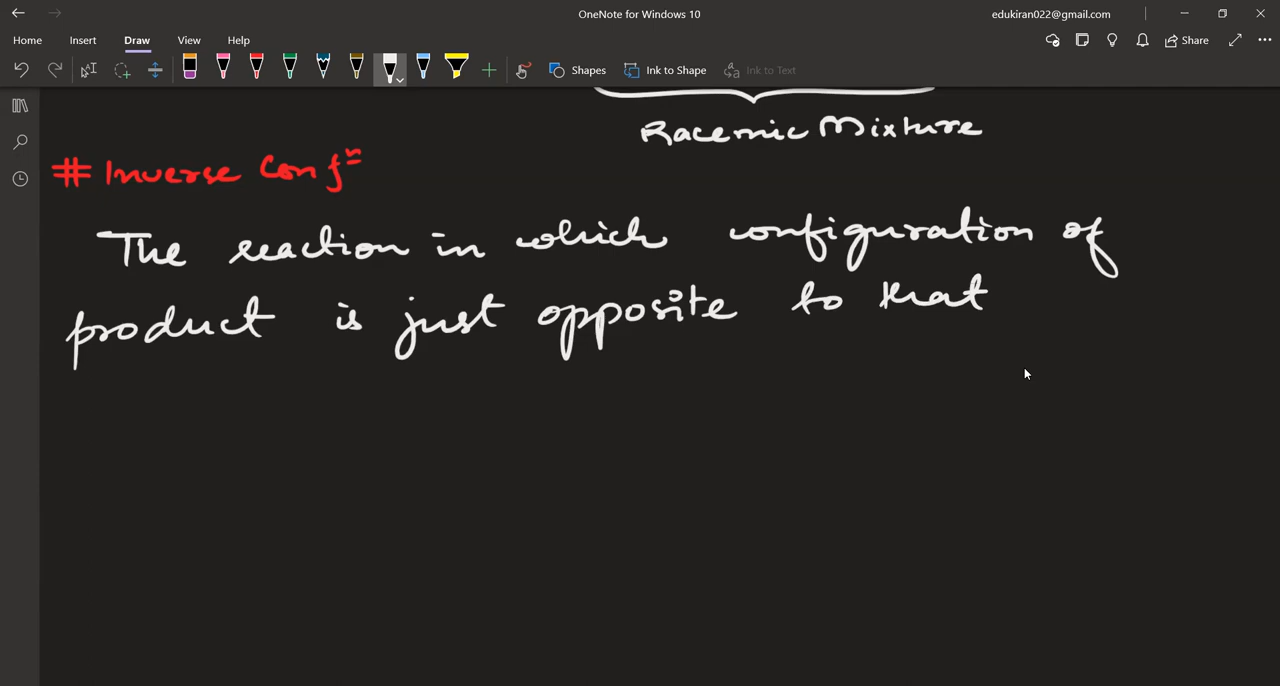 OneNote for Windows 10
edukiran022@gmail.com
Home Insert Draw View Help
Share
Shapes Ink to Shape Ink to Text
Racemic Mixture
# Inverse Confⁿ
The reaction in which configuration of
product is just opposite to that